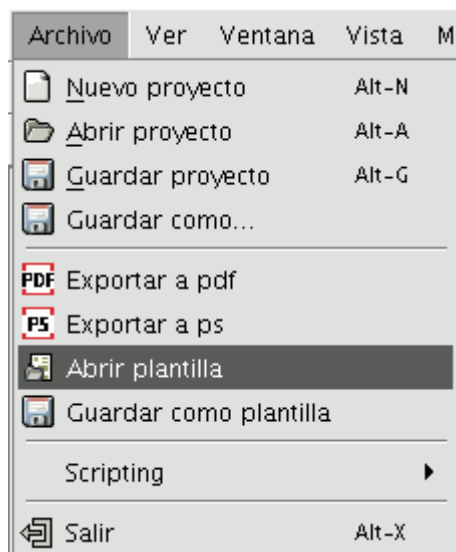 Archivo Ver Ventana Vista M
Nuevo proyecto Alt-N
Abrir proyecto Alt-A
Guardar proyecto Alt-G
Guardar como...
PDF Exportar a pdf
PS Exportar a ps
Abrir plantilla
Guardar como plantilla
Scripting
Salir Alt-X